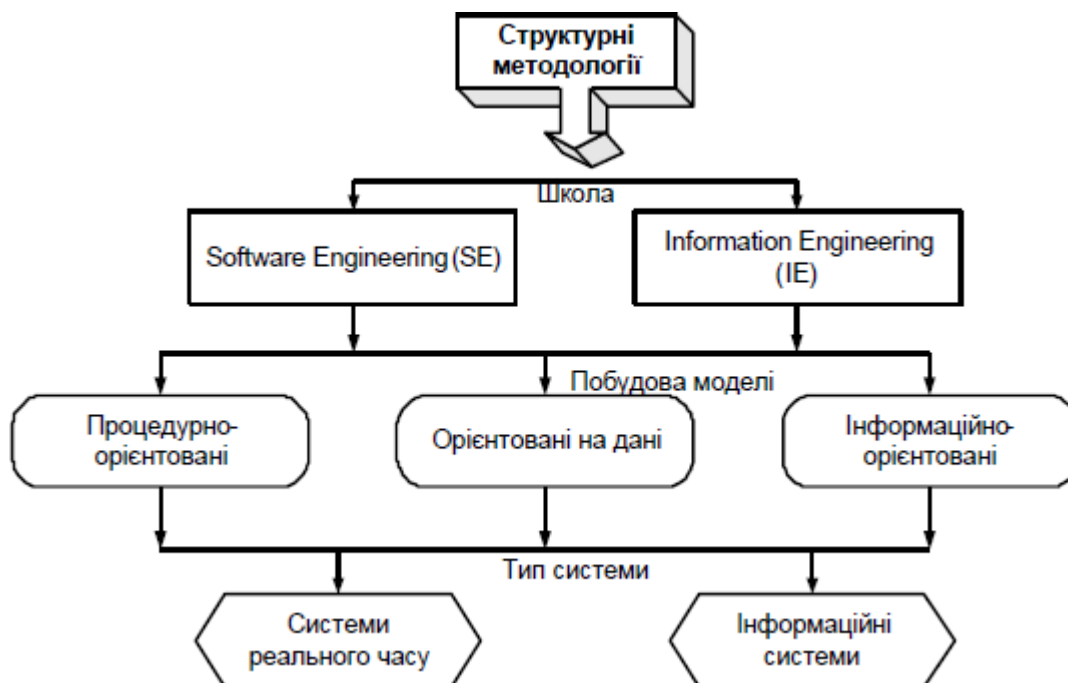 Структурні
методології
Школа
Software Engineering (SE)
Information Engineering
(IE)
Побудова моделі
Процедурно-
орієнтовані
Орієнтовані на дані
Інформаційно-
орієнтовані
Тип системи
Системи
реального часу
Інформаційні
системи